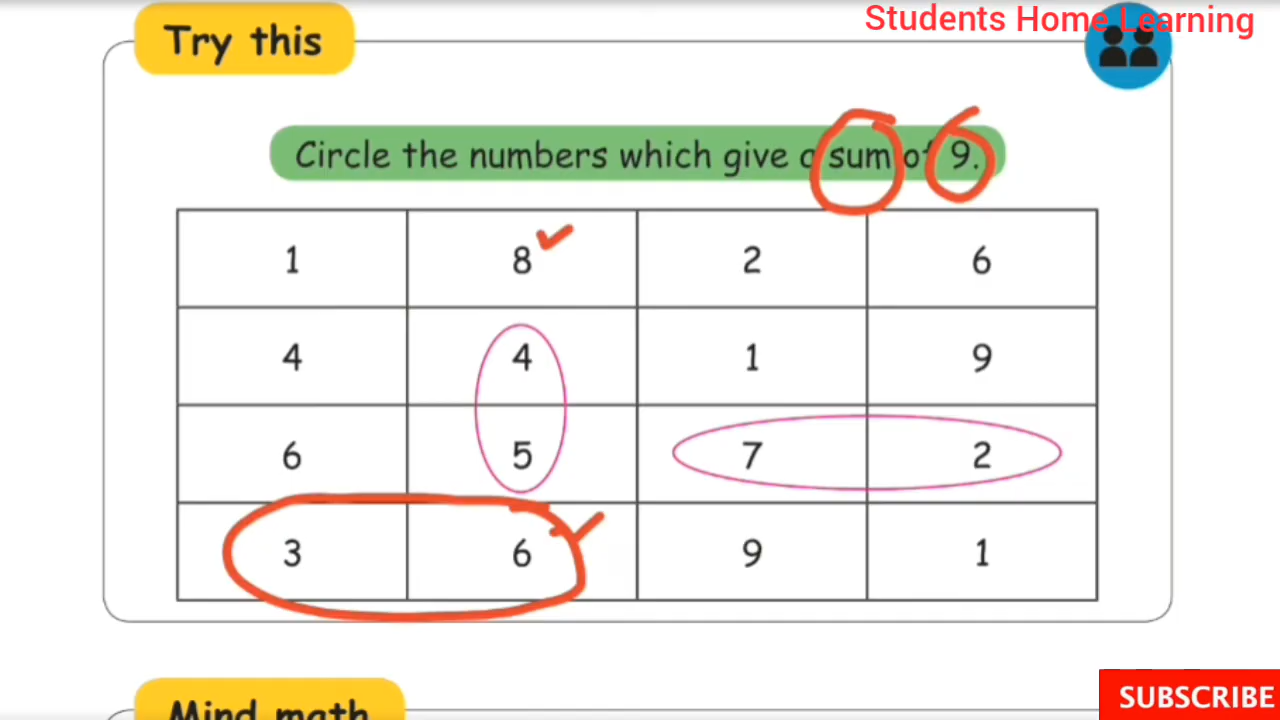 Students Home Learning
Try this
Circle the numbers which give a sum of 9.
1 8 2 6
4 4 1 9
6 5 7 2
3 6 9 1
Mind math
SUBSCRIBE